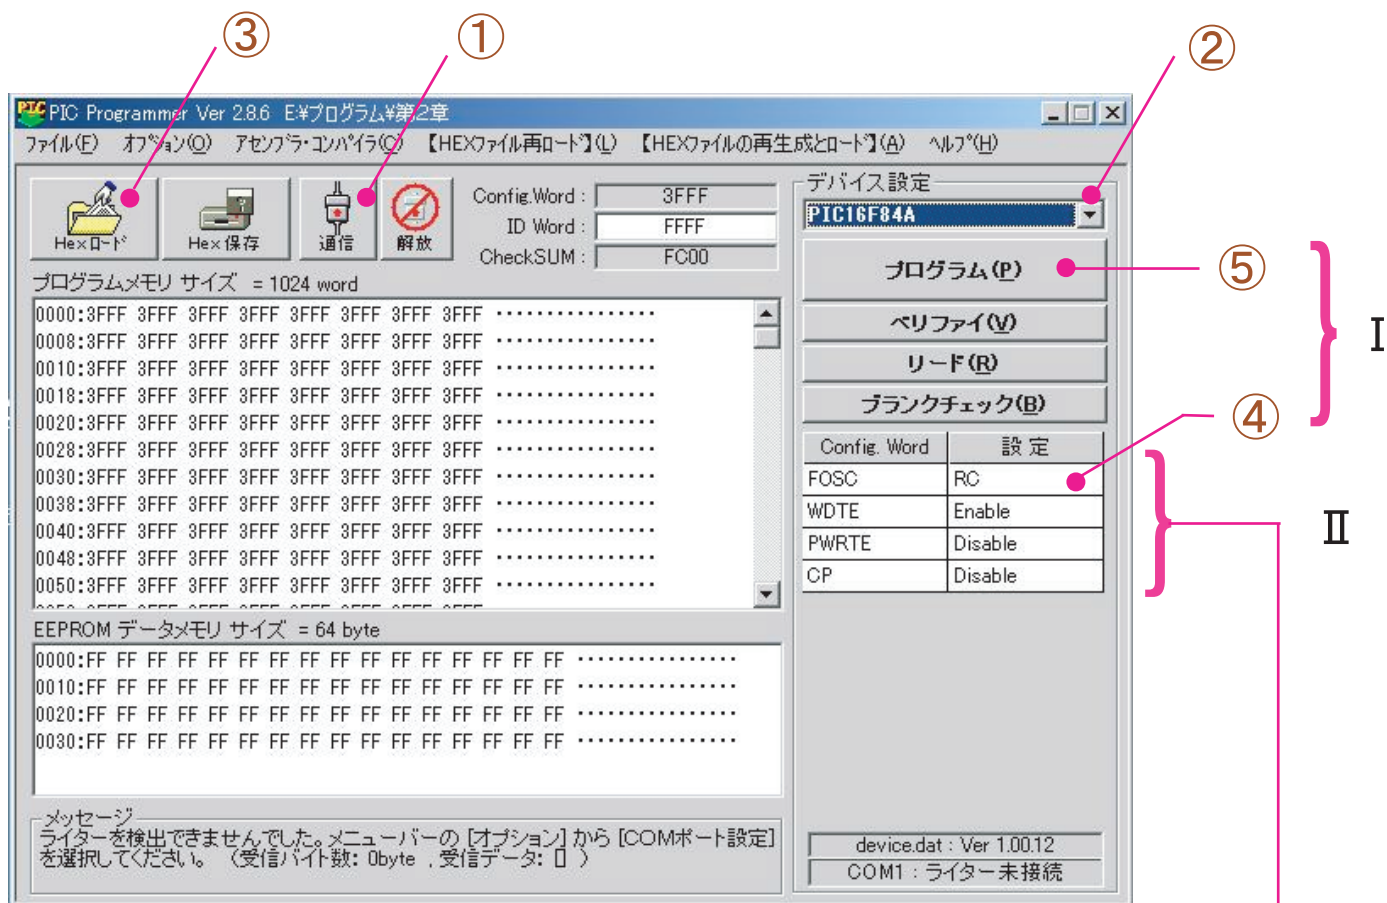 ③
①
②
PIC Programmer Ver 2.8.6 E:¥プログラム¥第2章
ファイル(F) オプション(O) アセンブラ・コンパイラ(C) 【HEXファイル再ロード】(L) 【HEXファイルの再生成とロード】(A) ヘルプ(H)
Hexロード
Hex保存
通信
解放
Config.Word : 3FFF
ID Word : FFFF
CheckSUM : FC00
デバイス設定
PIC16F84A
プログラム(P)
⑤
ベリファイ(V)
Ⅰ
リード(R)
ブランクチェック(B)
④
Config. Word 設定
FOSC RC
WDTE Enable
PWRTE Disable
CP Disable
Ⅱ
プログラムメモリ サイズ = 1024 word
0000:3FFF 3FFF 3FFF 3FFF 3FFF 3FFF 3FFF 3FFF ················
0008:3FFF 3FFF 3FFF 3FFF 3FFF 3FFF 3FFF 3FFF ················
0010:3FFF 3FFF 3FFF 3FFF 3FFF 3FFF 3FFF 3FFF ················
0018:3FFF 3FFF 3FFF 3FFF 3FFF 3FFF 3FFF 3FFF ················
0020:3FFF 3FFF 3FFF 3FFF 3FFF 3FFF 3FFF 3FFF ················
0028:3FFF 3FFF 3FFF 3FFF 3FFF 3FFF 3FFF 3FFF ················
0030:3FFF 3FFF 3FFF 3FFF 3FFF 3FFF 3FFF 3FFF ················
0038:3FFF 3FFF 3FFF 3FFF 3FFF 3FFF 3FFF 3FFF ················
0040:3FFF 3FFF 3FFF 3FFF 3FFF 3FFF 3FFF 3FFF ················
0048:3FFF 3FFF 3FFF 3FFF 3FFF 3FFF 3FFF 3FFF ················
0050:3FFF 3FFF 3FFF 3FFF 3FFF 3FFF 3FFF 3FFF ················
EEPROM データメモリ サイズ = 64 byte
0000:FF FF FF FF FF FF FF FF FF FF FF FF FF FF FF FF ················
0010:FF FF FF FF FF FF FF FF FF FF FF FF FF FF FF FF ················
0020:FF FF FF FF FF FF FF FF FF FF FF FF FF FF FF FF ················
0030:FF FF FF FF FF FF FF FF FF FF FF FF FF FF FF FF ················
メッセージ
ライターを検出できませんでした。メニューバーの [オプション] から [COMポート設定]
を選択してください。 (受信バイト数: 0byte , 受信データ: [] )
device.dat : Ver 1.00.12
COM1 : ライター未接続